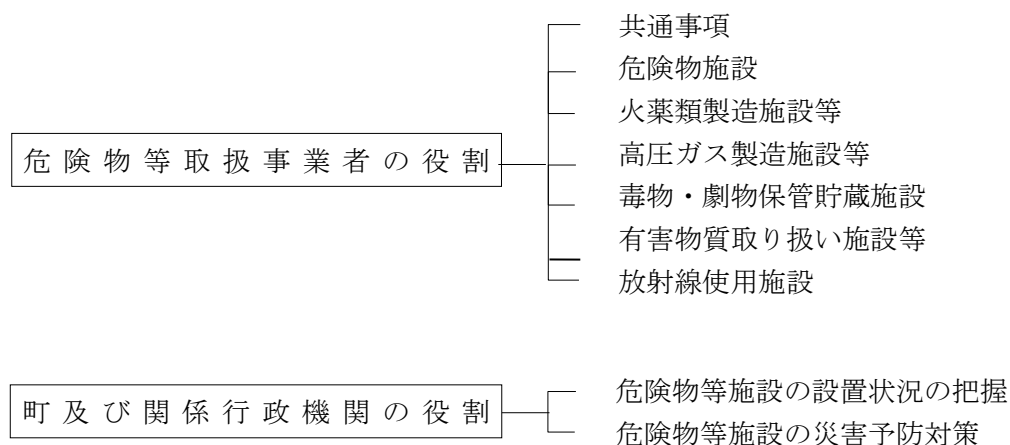 共通事項
危険物施設
火薬類製造施設等
危険物等取扱事業者の役割
高圧ガス製造施設等
毒物・劇物保管貯蔵施設
有害物質取り扱い施設等
放射線使用施設
町及び関係行政機関の役割
危険物等施設の設置状況の把握
危険物等施設の災害予防対策